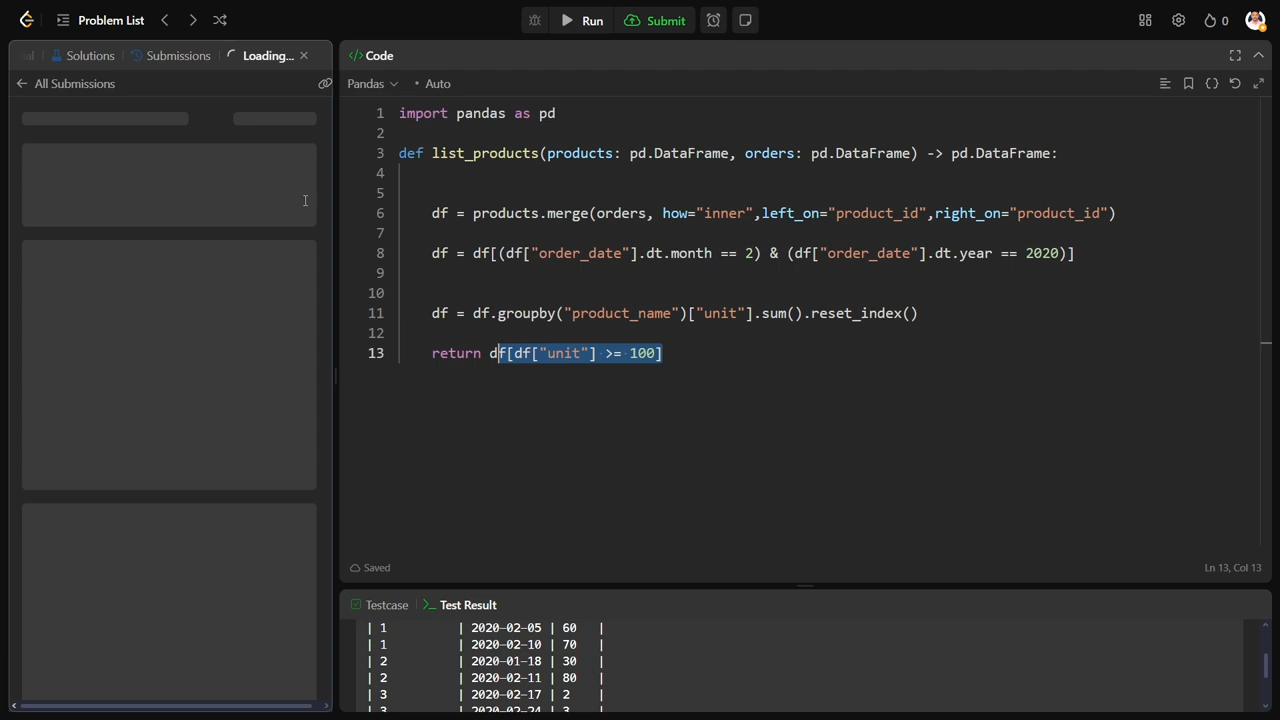 Problem List
Run
Submit
0
Solutions
Submissions
Loading...
All Submissions
Code
Pandas
Auto
1 import pandas as pd
2
3 def list_products(products: pd.DataFrame, orders: pd.DataFrame) -> pd.DataFrame:
4
5
6 df = products.merge(orders, how="inner",left_on="product_id",right_on="product_id")
7
8 df = df[(df["order_date"].dt.month == 2) & (df["order_date"].dt.year == 2020)]
9
10
11 df = df.groupby("product_name")["unit"].sum().reset_index()
12
13 return df[df["unit"] >= 100]
Saved
Ln 13, Col 13
Testcase
Test Result
| 1 | 2020-02-05 | 60 |
| 1 | 2020-02-10 | 70 |
| 2 | 2020-01-18 | 30 |
| 2 | 2020-02-11 | 80 |
| 3 | 2020-02-17 | 2 |
| 3 | 2020-02-24 | 3 |